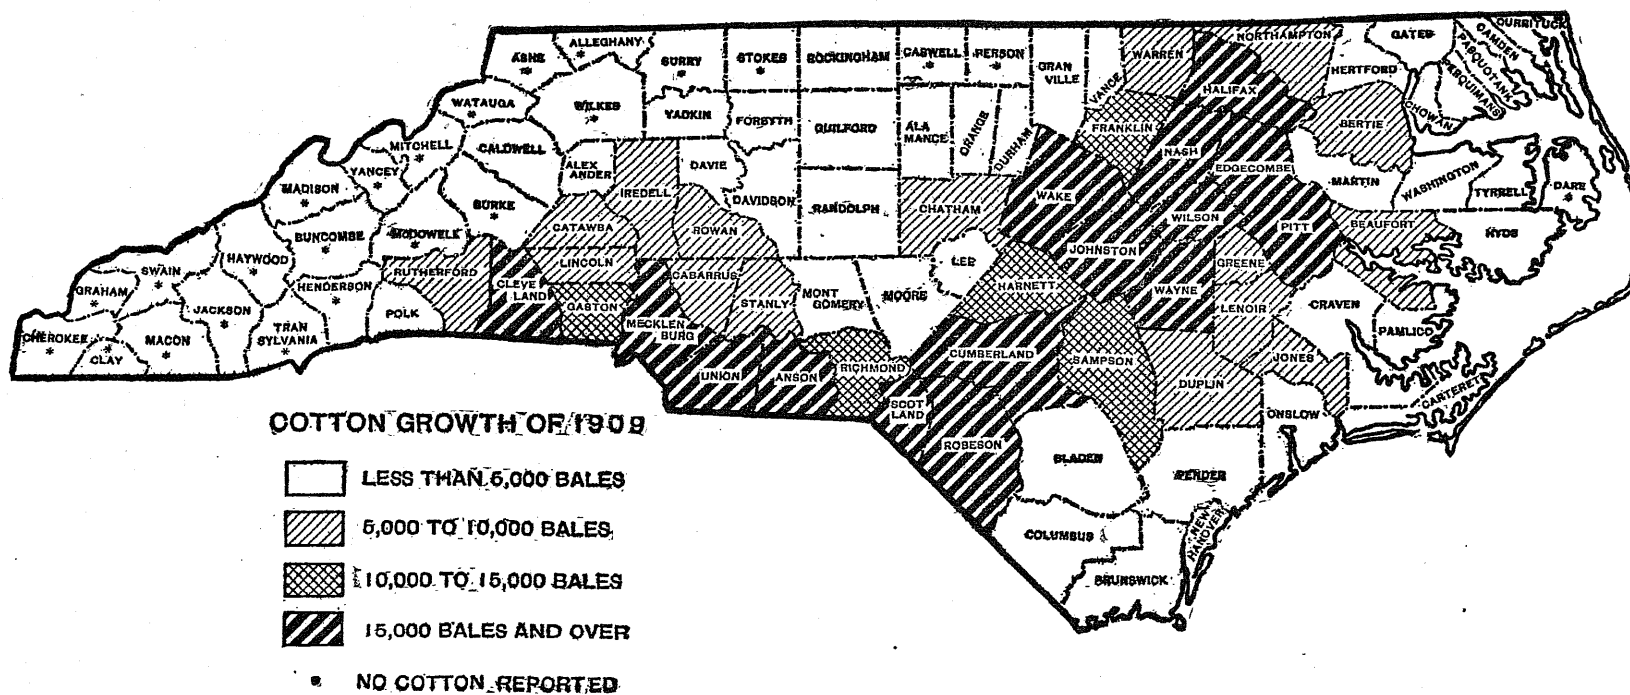 CURRITUCK
ALLEGHANY
*
ASHE
*
SURRY
*
STOKES
*
ROCKINGHAM
CASWELL
*
PERSON
*
GRAN
VILLE
VANCE
WARREN
NORTHAMPTON
GATES
CAMDEN
PASQUOTANK
PERQUIMANS
HERTFORD
CHOWAN
HALIFAX
BERTIE
WATAUGA
*
WILKES
*
YADKIN
FORSYTH
GUILFORD
ALA
MANCE
ORANGE
DURHAM
FRANKLIN
NASH
EDGECOMBE
MARTIN
WASHINGTON
TYRRELL
DARE
*
MITCHELL
*
CALDWELL
ALEX
ANDER
IREDELL
DAVIE
YANCEY
*
MADISON
*
BURKE
*
DAVIDSON
RANDOLPH
CHATHAM
WAKE
WILSON
PITT
BEAUFORT
HYDE
BUNCOMBE
*
MCDOWELL
*
CATAWBA
ROWAN
JOHNSTON
HAYWOOD
*
SWAIN
*
RUTHERFORD
LINCOLN
CABARRUS
LEE
GREENE
GRAHAM
*
HENDERSON
*
CLEVE
LAND
GASTON
STANLY
MONT
GOMERY
MOORE
HARNETT
WAYNE
LENOIR
CRAVEN
PAMLICO
JACKSON
*
POLK
MECKLEN
BURG
CHEROKEE
*
CLAY
*
MACON
*
TRAN
SYLVANIA
*
CUMBERLAND
SAMPSON
JONES
UNION
ANSON
RICHMOND
DUPLIN
CARTERET
SCOT
LAND
ONSLOW
ROBESON
BLADEN
PENDER
COLUMBUS
NEW
HANOVER
BRUNSWICK
COTTON GROWTH OF 1909
LESS THAN 5,000 BALES
5,000 TO 10,000 BALES
10,000 TO 15,000 BALES
15,000 BALES AND OVER
* NO COTTON REPORTED